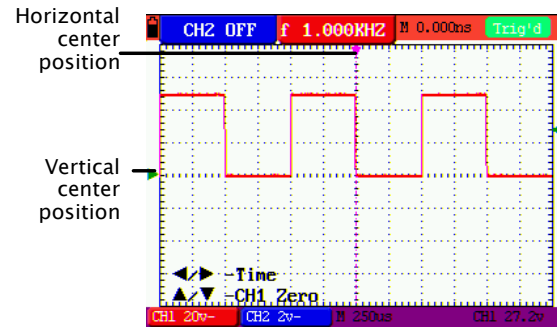 Horizontal
center
position
CH2 OFF f 1.000KHZ M 0.000ns Trig'd
Vertical
center
position
◀/▶ -Time
▲/▼ -CH1 Zero
CH1 20v- CH2 2v- M 250us CH1 27.2v